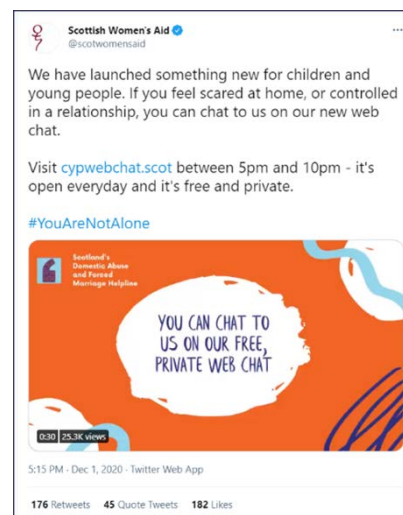 Scottish Women's Aid
@scotwomensaid
We have launched something new for children and
young people. If you feel scared at home, or controlled
in a relationship, you can chat to us on our new web
chat.
Visit cypwebchat.scot between 5pm and 10pm - it's
open everyday and it's free and private.
#YouAreNotAlone
Scotland's
Domestic Abuse
and Forced
Marriage Helpline
YOU CAN CHAT TO
US ON OUR FREE,
PRIVATE WEB CHAT
0:30 25.3K views
5:15 PM · Dec 1, 2020 · Twitter Web App
176 Retweets 45 Quote Tweets 182 Likes